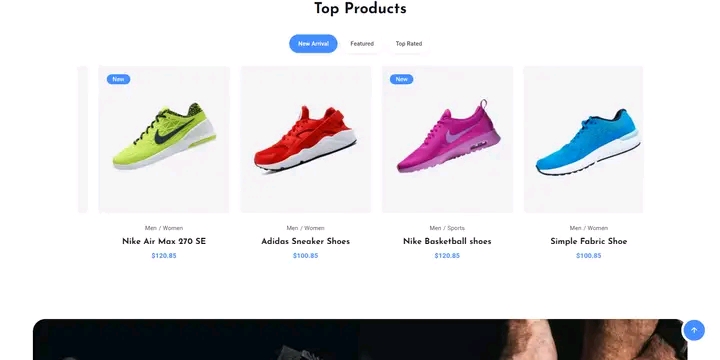 Top Products
New Arrival
Featured
Top Rated
New
New
Men / Women
Nike Air Max 270 SE
$120.85
Men / Women
Adidas Sneaker Shoes
$100.85
Men / Sports
Nike Basketball shoes
$120.85
Men / Women
Simple Fabric Shoe
$100.85